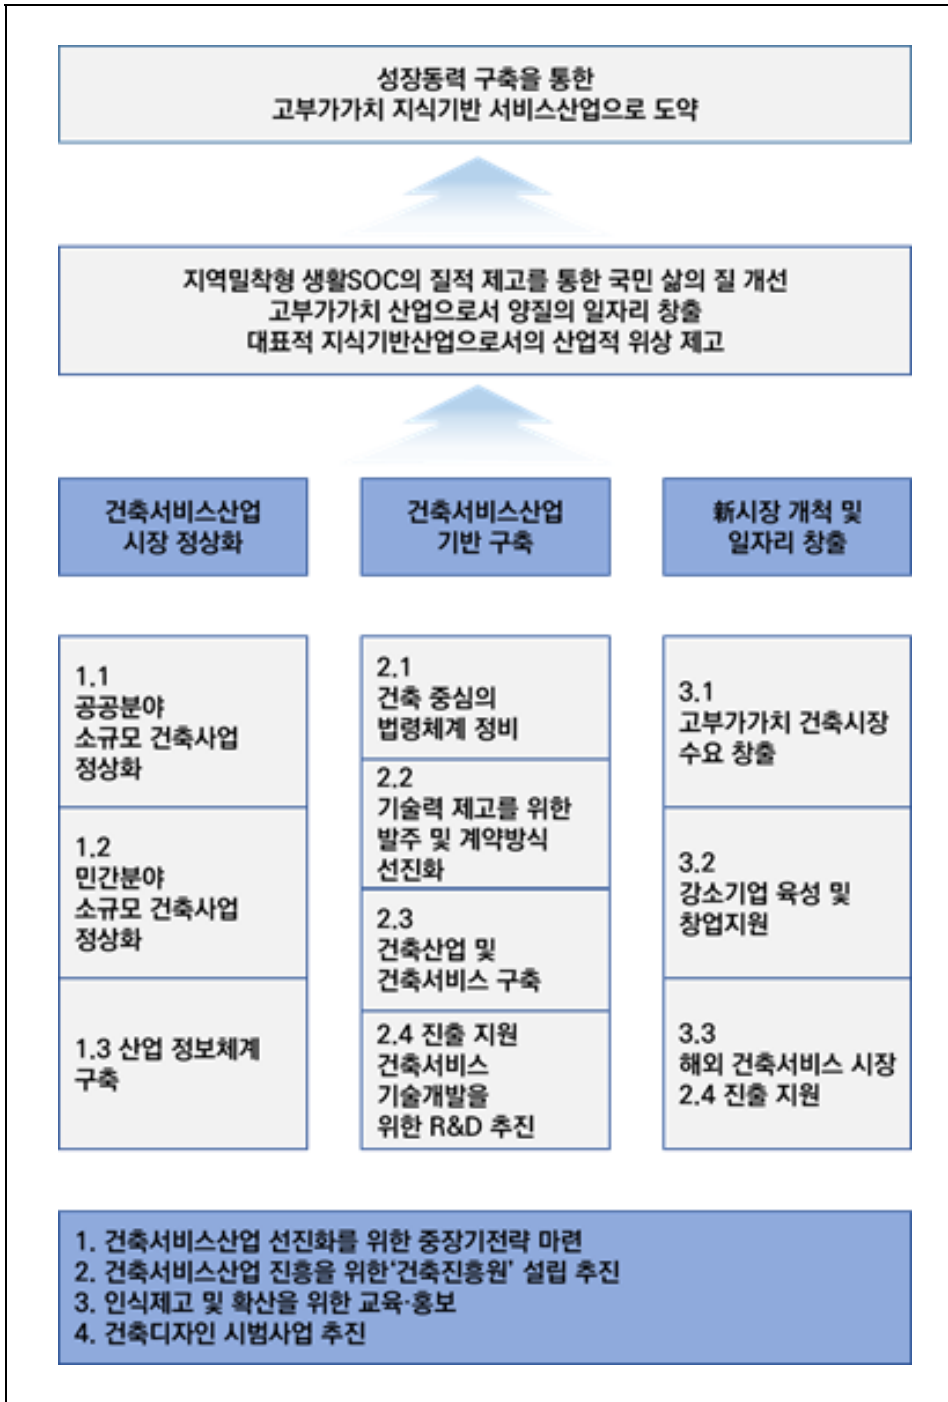 성장동력 구축을 통한
고부가가치 지식기반 서비스산업으로 도약
지역밀착형 생활SOC의 질적 제고를 통한 국민 삶의 질 개선
고부가가치 산업으로서 양질의 일자리 창출
대표적 지식기반산업으로서의 산업적 위상 제고
건축서비스산업
시장 정상화
건축서비스산업
기반 구축
新시장 개척 및
일자리 창출
1.1
공공분야
소규모 건축사업
정상화
1.2
민간분야
소규모 건축사업
정상화
1.3 산업 정보체계
구축
2.1
건축 중심의
법령체계 정비
2.2
기술력 제고를 위한
발주 및 계약방식
선진화
2.3
건축산업 및
건축서비스 구축
2.4 진출 지원
건축서비스
기술개발을
위한 R&D 추진
3.1
고부가가치 건축시장
수요 창출
3.2
강소기업 육성 및
창업지원
3.3
해외 건축서비스 시장
2.4 진출 지원
1. 건축서비스산업 선진화를 위한 중장기전략 마련
2. 건축서비스산업 진흥을 위한‘건축진흥원’ 설립 추진
3. 인식제고 및 확산을 위한 교육·홍보
4. 건축디자인 시범사업 추진